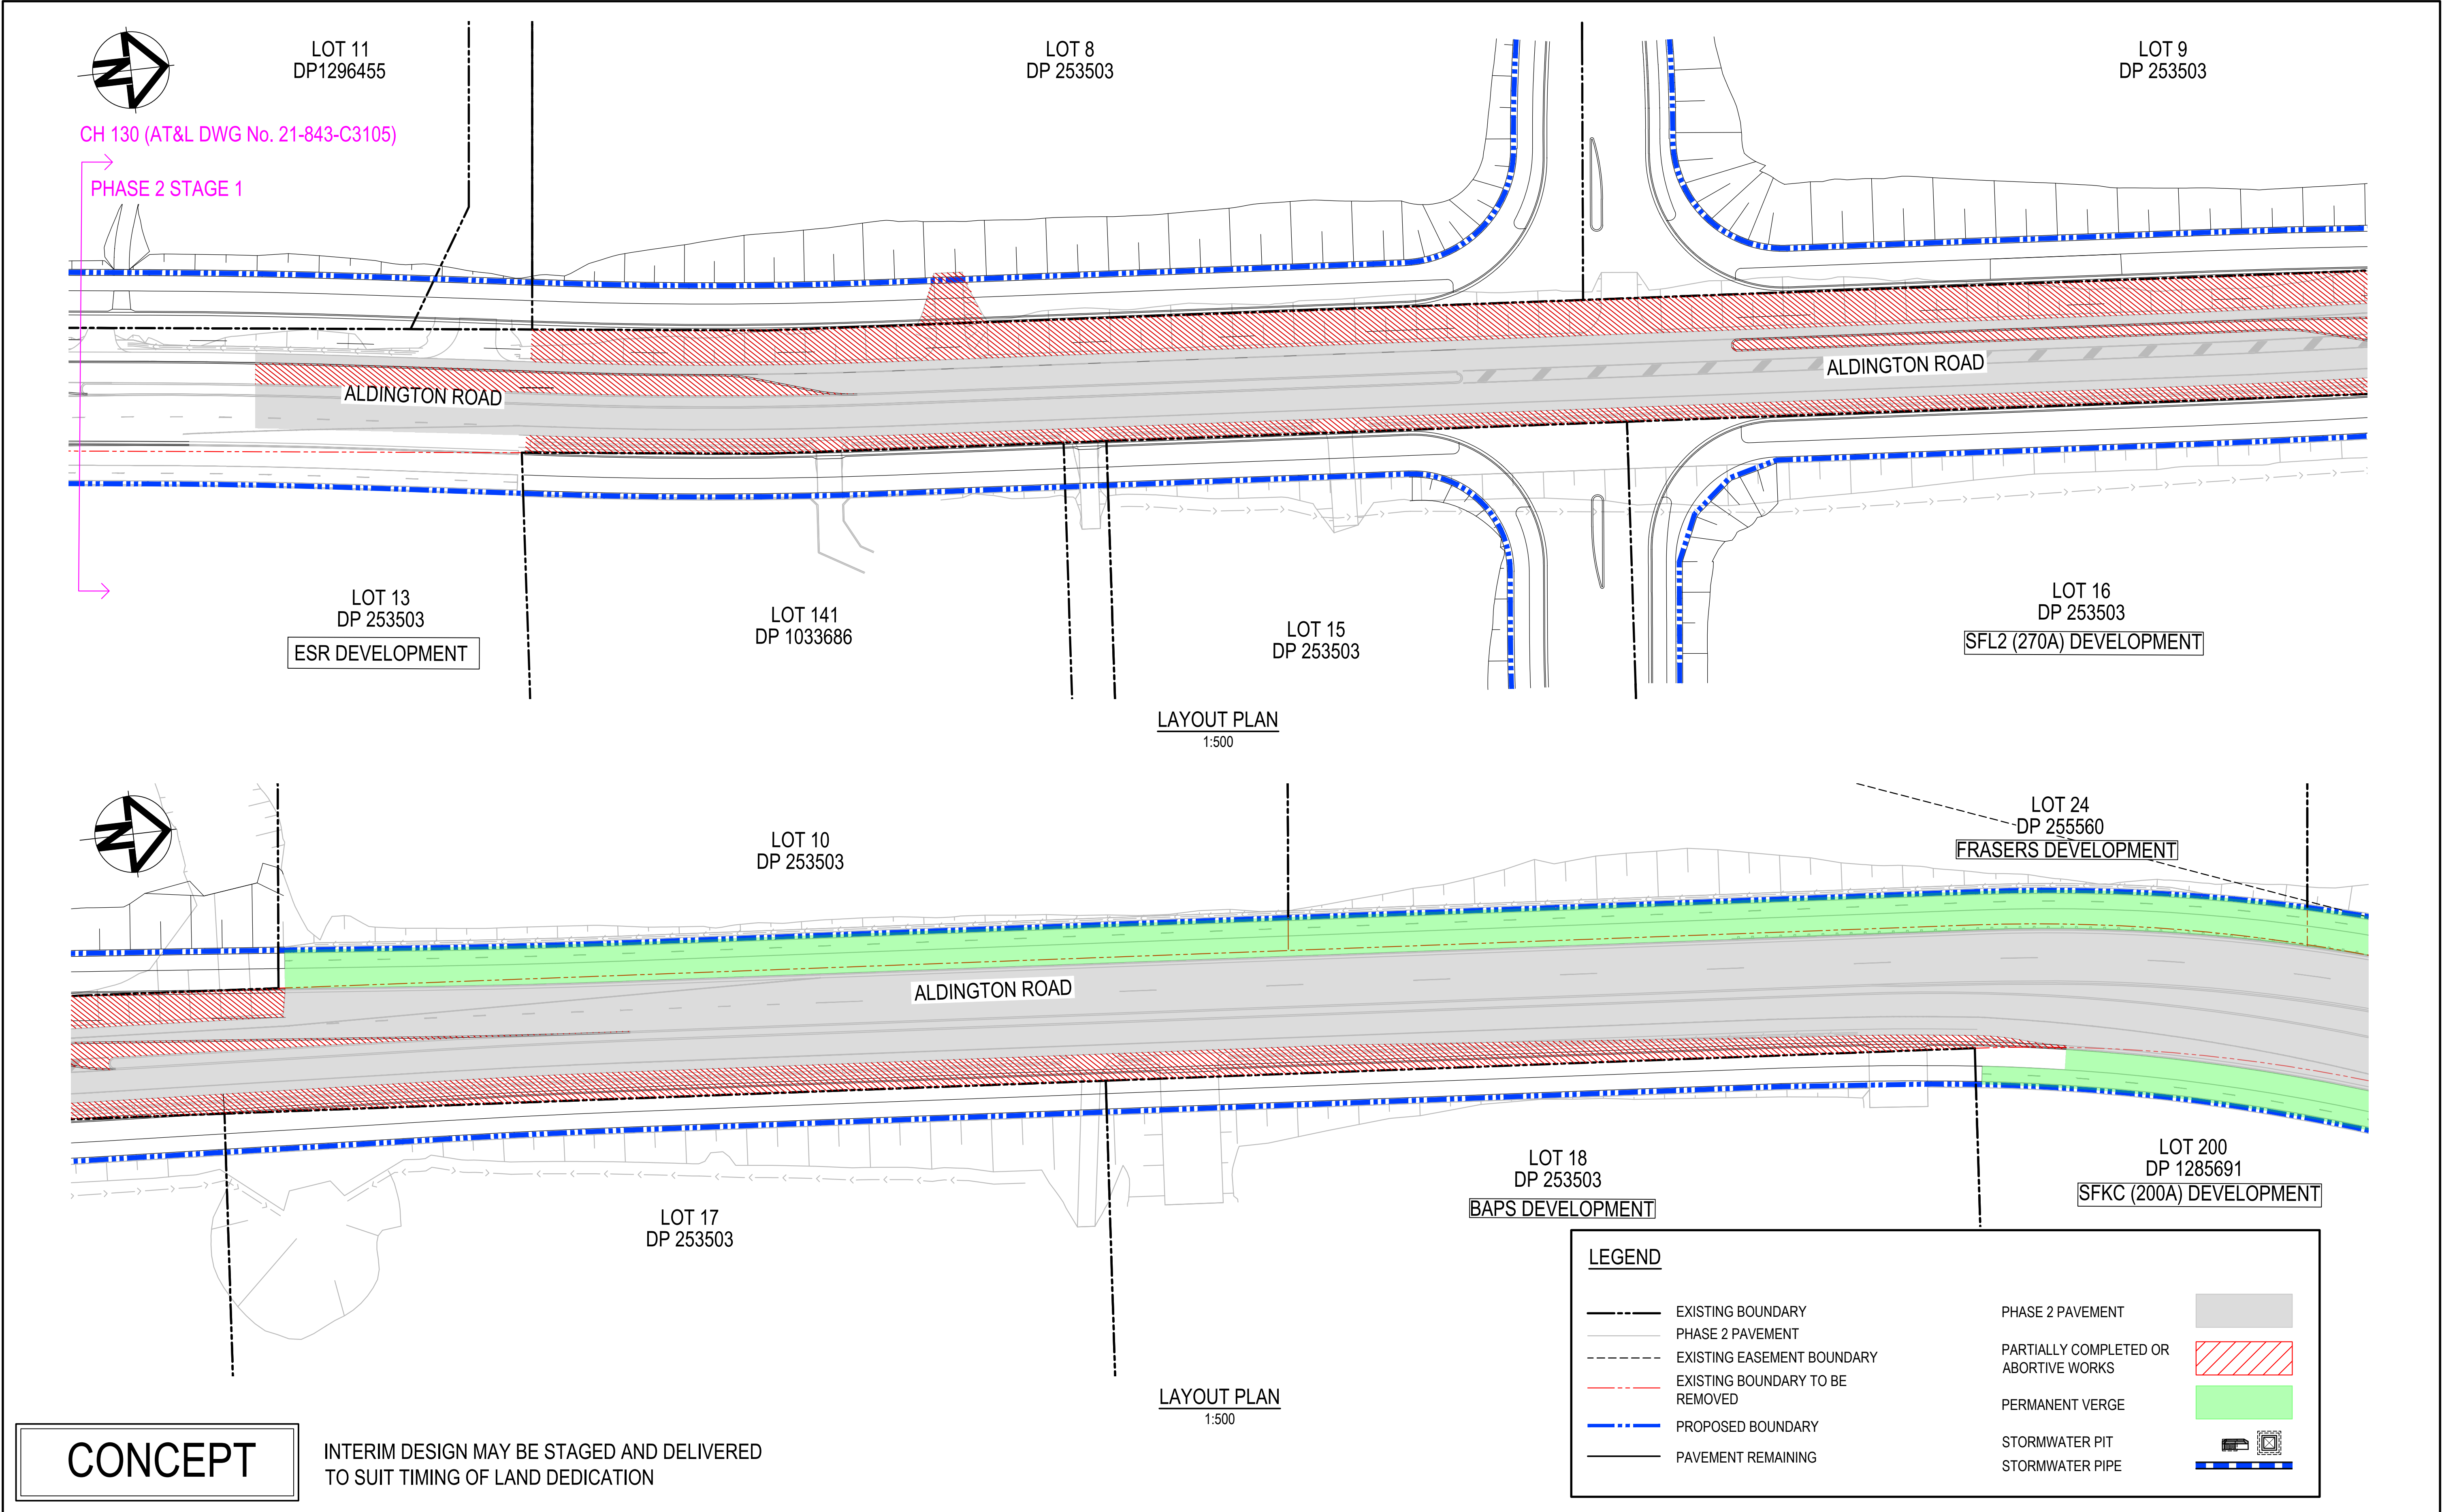 LOT 11
DP1296455
LOT 8
DP 253503
LOT 9
DP 253503
N
CH 130 (AT&L DWG No. 21-843-C3105)
PHASE 2 STAGE 1
ALDINGTON ROAD
ALDINGTON ROAD
LOT 13
DP 253503
ESR DEVELOPMENT
LOT 141
DP 1033686
LOT 15
DP 253503
LOT 16
DP 253503
SFL2 (270A) DEVELOPMENT
LAYOUT PLAN
1:500
N
LOT 10
DP 253503
LOT 24
DP 255560
FRASERS DEVELOPMENT
ALDINGTON ROAD
LOT 17
DP 253503
LOT 18
DP 253503
BAPS DEVELOPMENT
LOT 200
DP 1285691
SFKC (200A) DEVELOPMENT
LAYOUT PLAN
1:500
LEGEND
EXISTING BOUNDARY
PHASE 2 PAVEMENT
EXISTING EASEMENT BOUNDARY
EXISTING BOUNDARY TO BE
REMOVED
PROPOSED BOUNDARY
PAVEMENT REMAINING
PHASE 2 PAVEMENT
PARTIALLY COMPLETED OR
ABORTIVE WORKS
PERMANENT VERGE
STORMWATER PIT
STORMWATER PIPE
CONCEPT
INTERIM DESIGN MAY BE STAGED AND DELIVERED
TO SUIT TIMING OF LAND DEDICATION